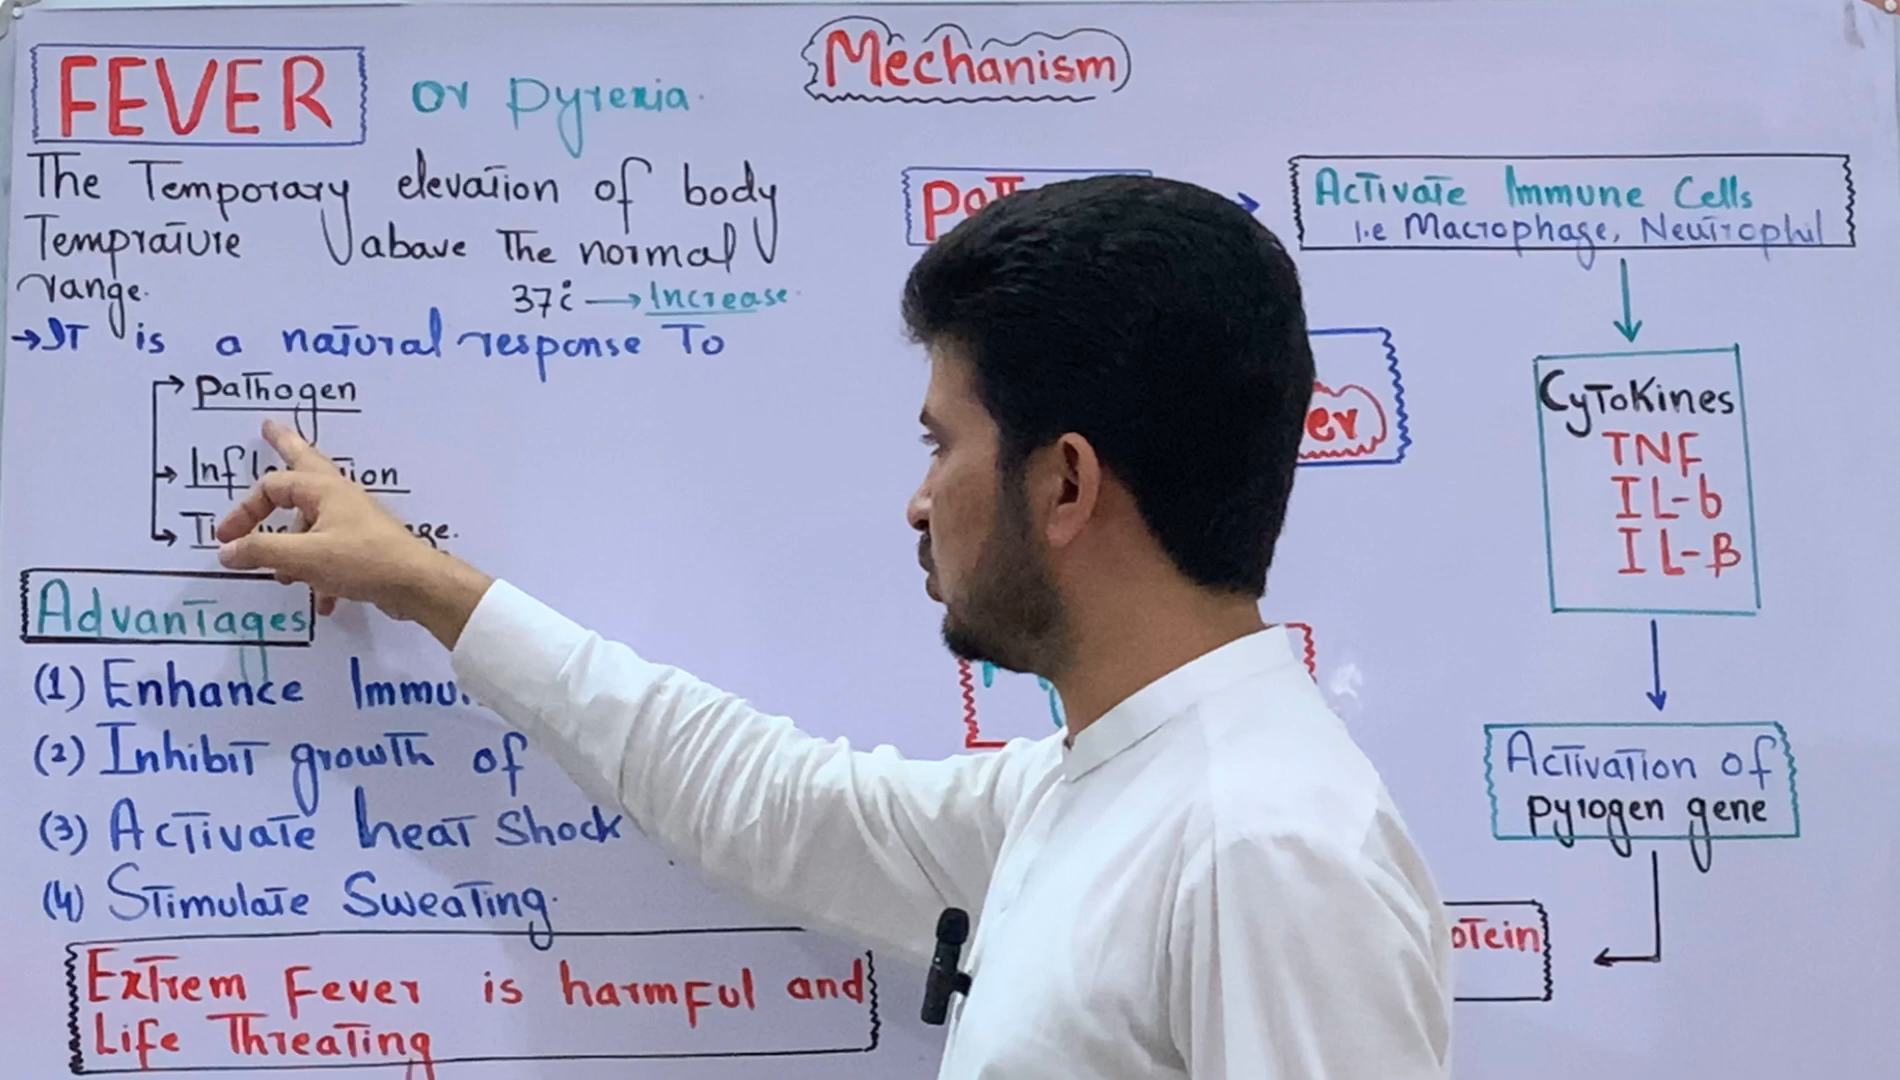 FEVER or Pyrexia
The Temporary elevation of body
Temprature abave The normal
range.
37c → Increase
→ IT is a natural response To
→ Pathogen
→
→
Advantages
(1) Enhance
(2) Inhibit growth of
(3) Activate heat Shock
(4) Stimulate Sweating.
Extrem Fever is harmful and
Life Threating
Mechanism
Activate Immune Cells
i.e Macrophage, Neutrophil
Cytokines
TNF
IL-6
IL-β
Activation of
pyrogen gene